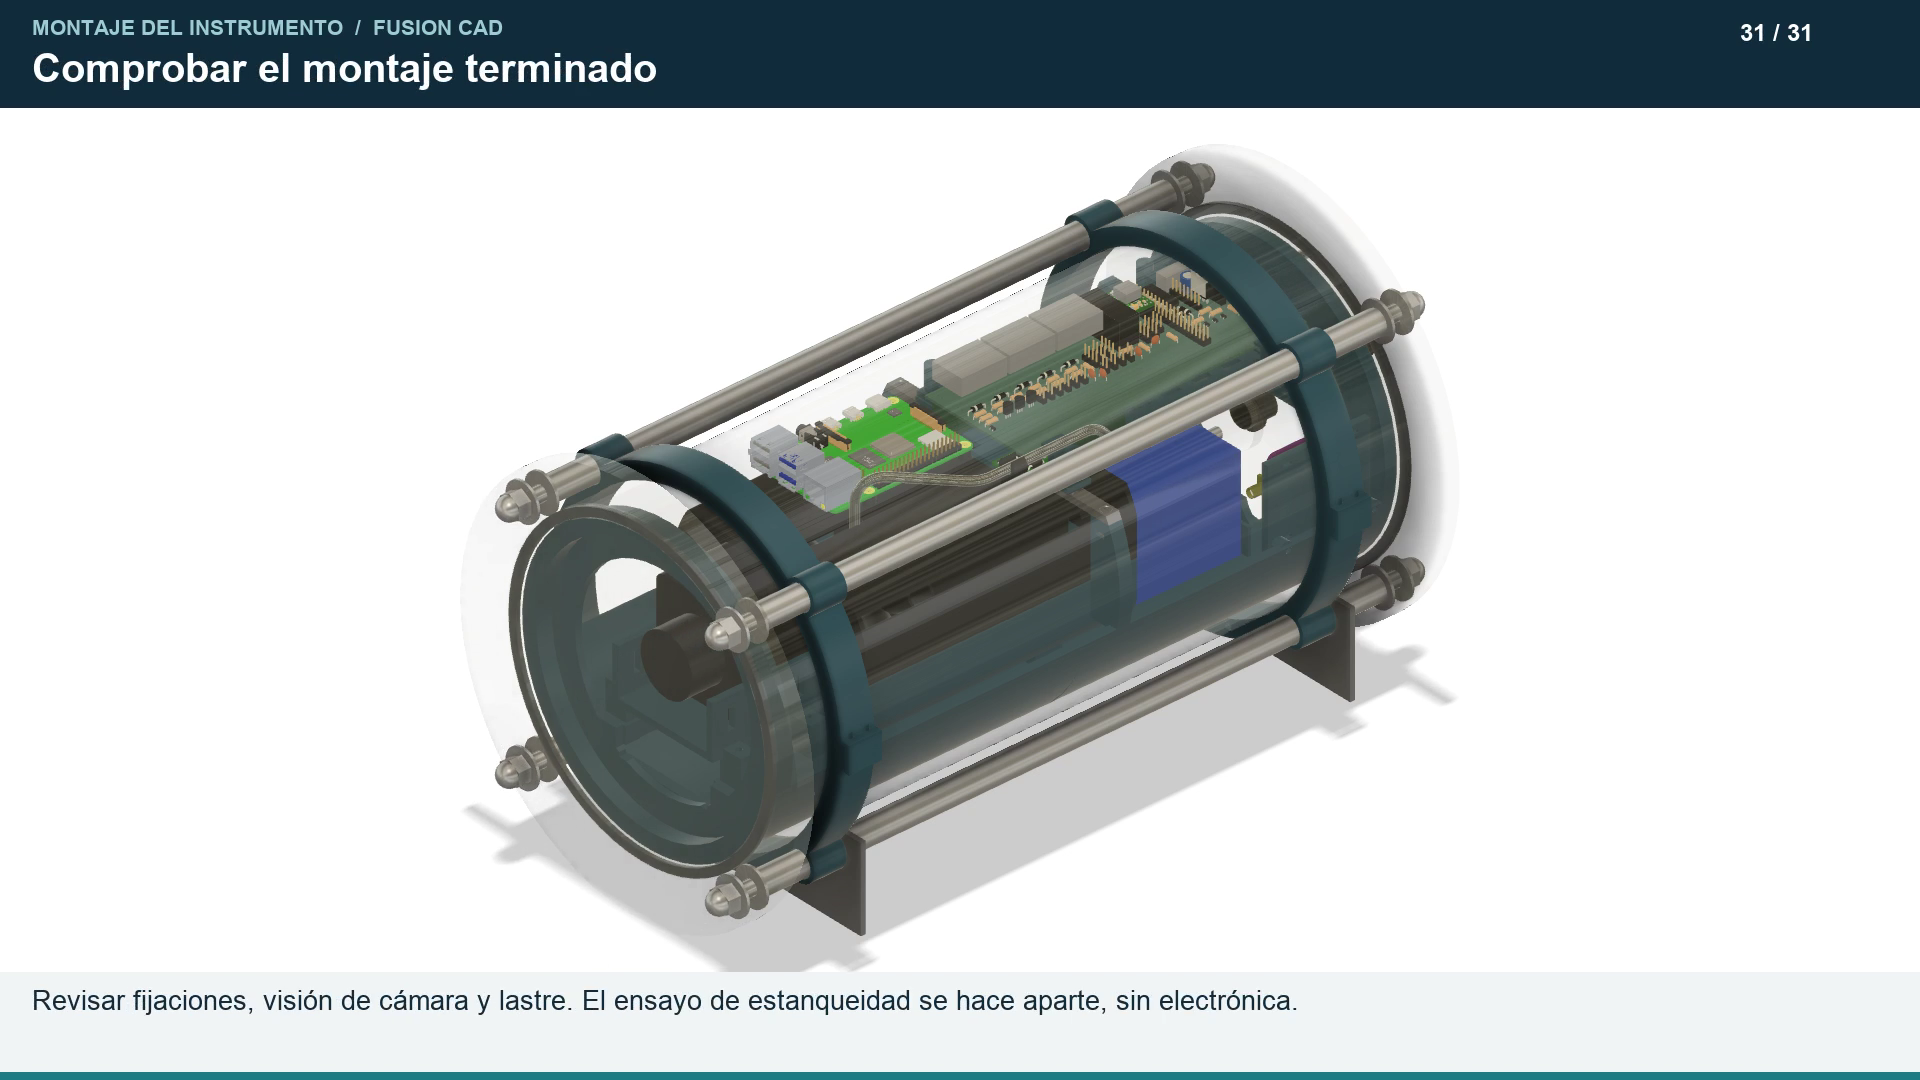 MONTAJE DEL INSTRUMENTO / FUSION CAD
31 / 31
Comprobar el montaje terminado
Revisar fijaciones, visión de cámara y lastre. El ensayo de estanqueidad se hace aparte, sin electrónica.